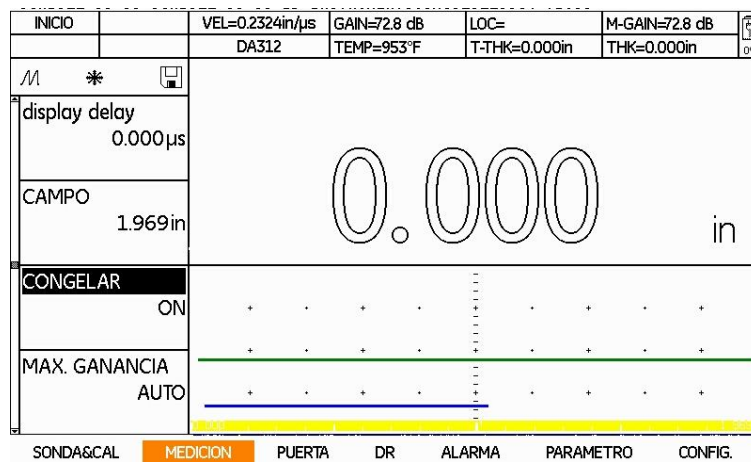 INICIO VEL=0.2324in/µs GAIN=72.8 dB LOC= M-GAIN=72.8 dB
DA312 TEMP=953°F T-THK=0.000in THK=0.000in
display delay
0.000µs
CAMPO
1.969in
0.000 in
CONGELAR
ON
MAX. GANANCIA
AUTO
SONDA&CAL MEDICION PUERTA DR ALARMA PARAMETRO CONFIG.